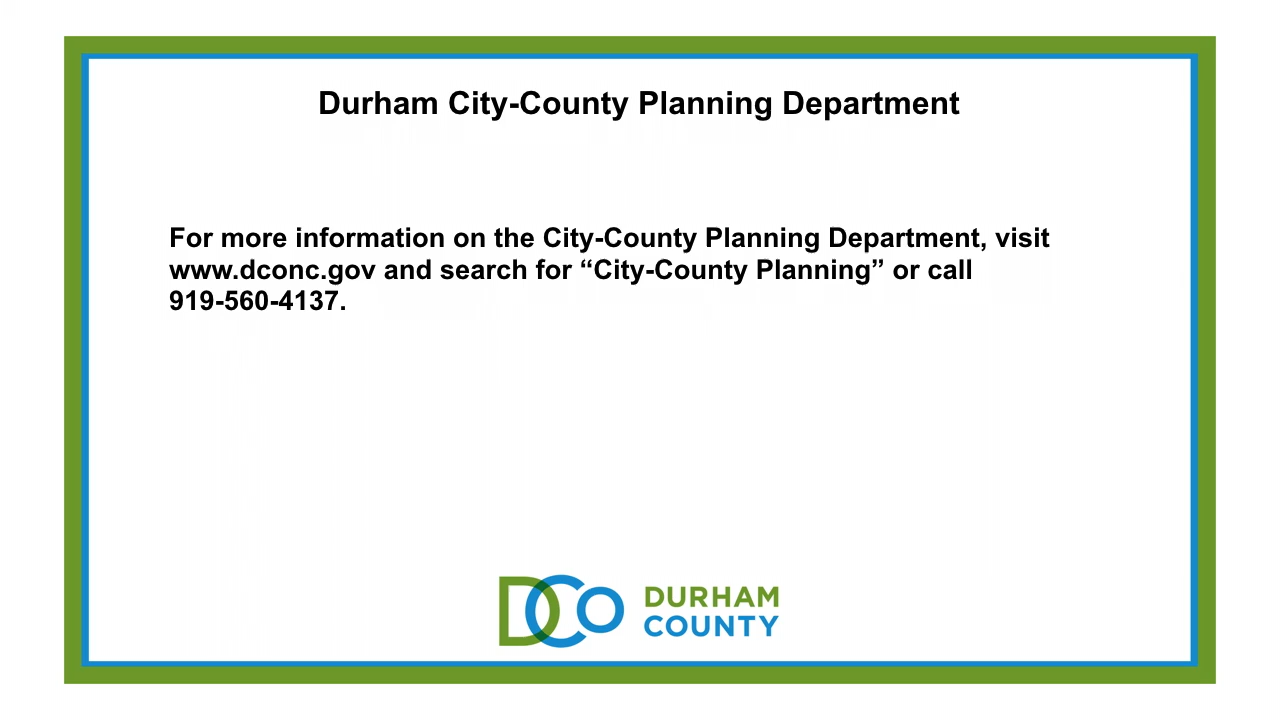 Durham City-County Planning Department
For more information on the City-County Planning Department, visit
www.dconc.gov and search for “City-County Planning” or call
919-560-4137.
DCO DURHAM
COUNTY